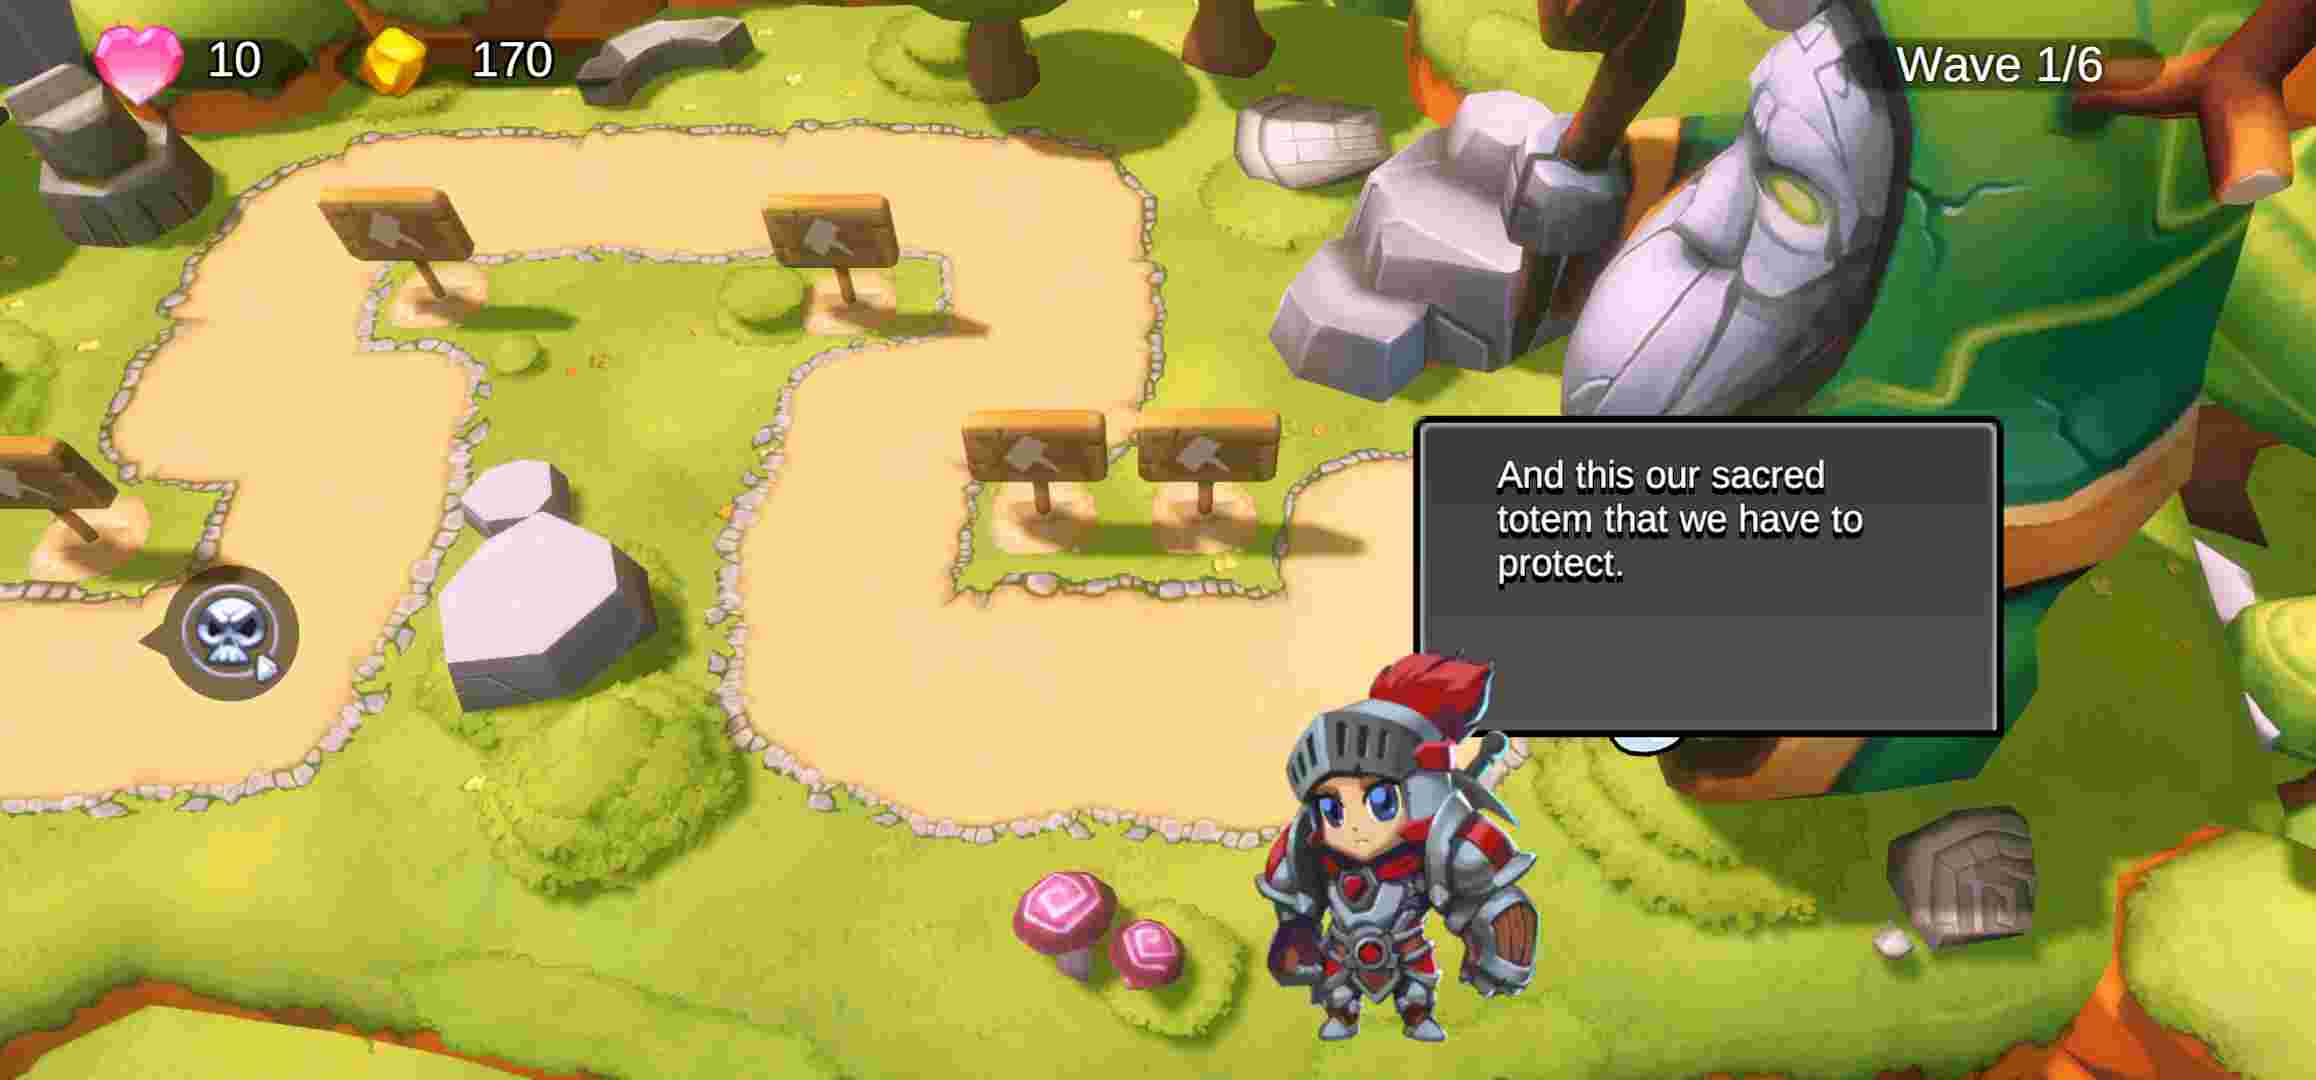 10
170
Wave 1/6
And this our sacred
totem that we have to
protect.